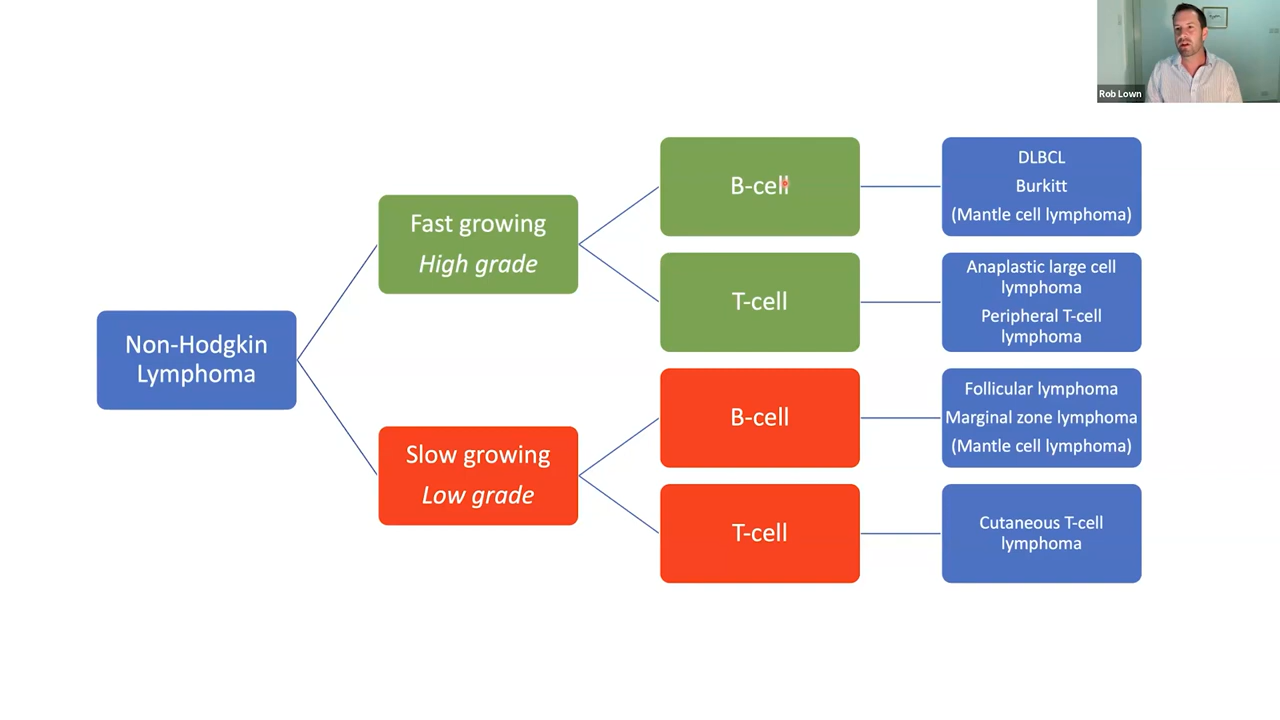 Rob Lown
Non-Hodgkin
Lymphoma
Fast growing
High grade
Slow growing
Low grade
B-cell
T-cell
B-cell
T-cell
DLBCL
Burkitt
(Mantle cell lymphoma)
Anaplastic large cell
lymphoma
Peripheral T-cell
lymphoma
Follicular lymphoma
Marginal zone lymphoma
(Mantle cell lymphoma)
Cutaneous T-cell
lymphoma